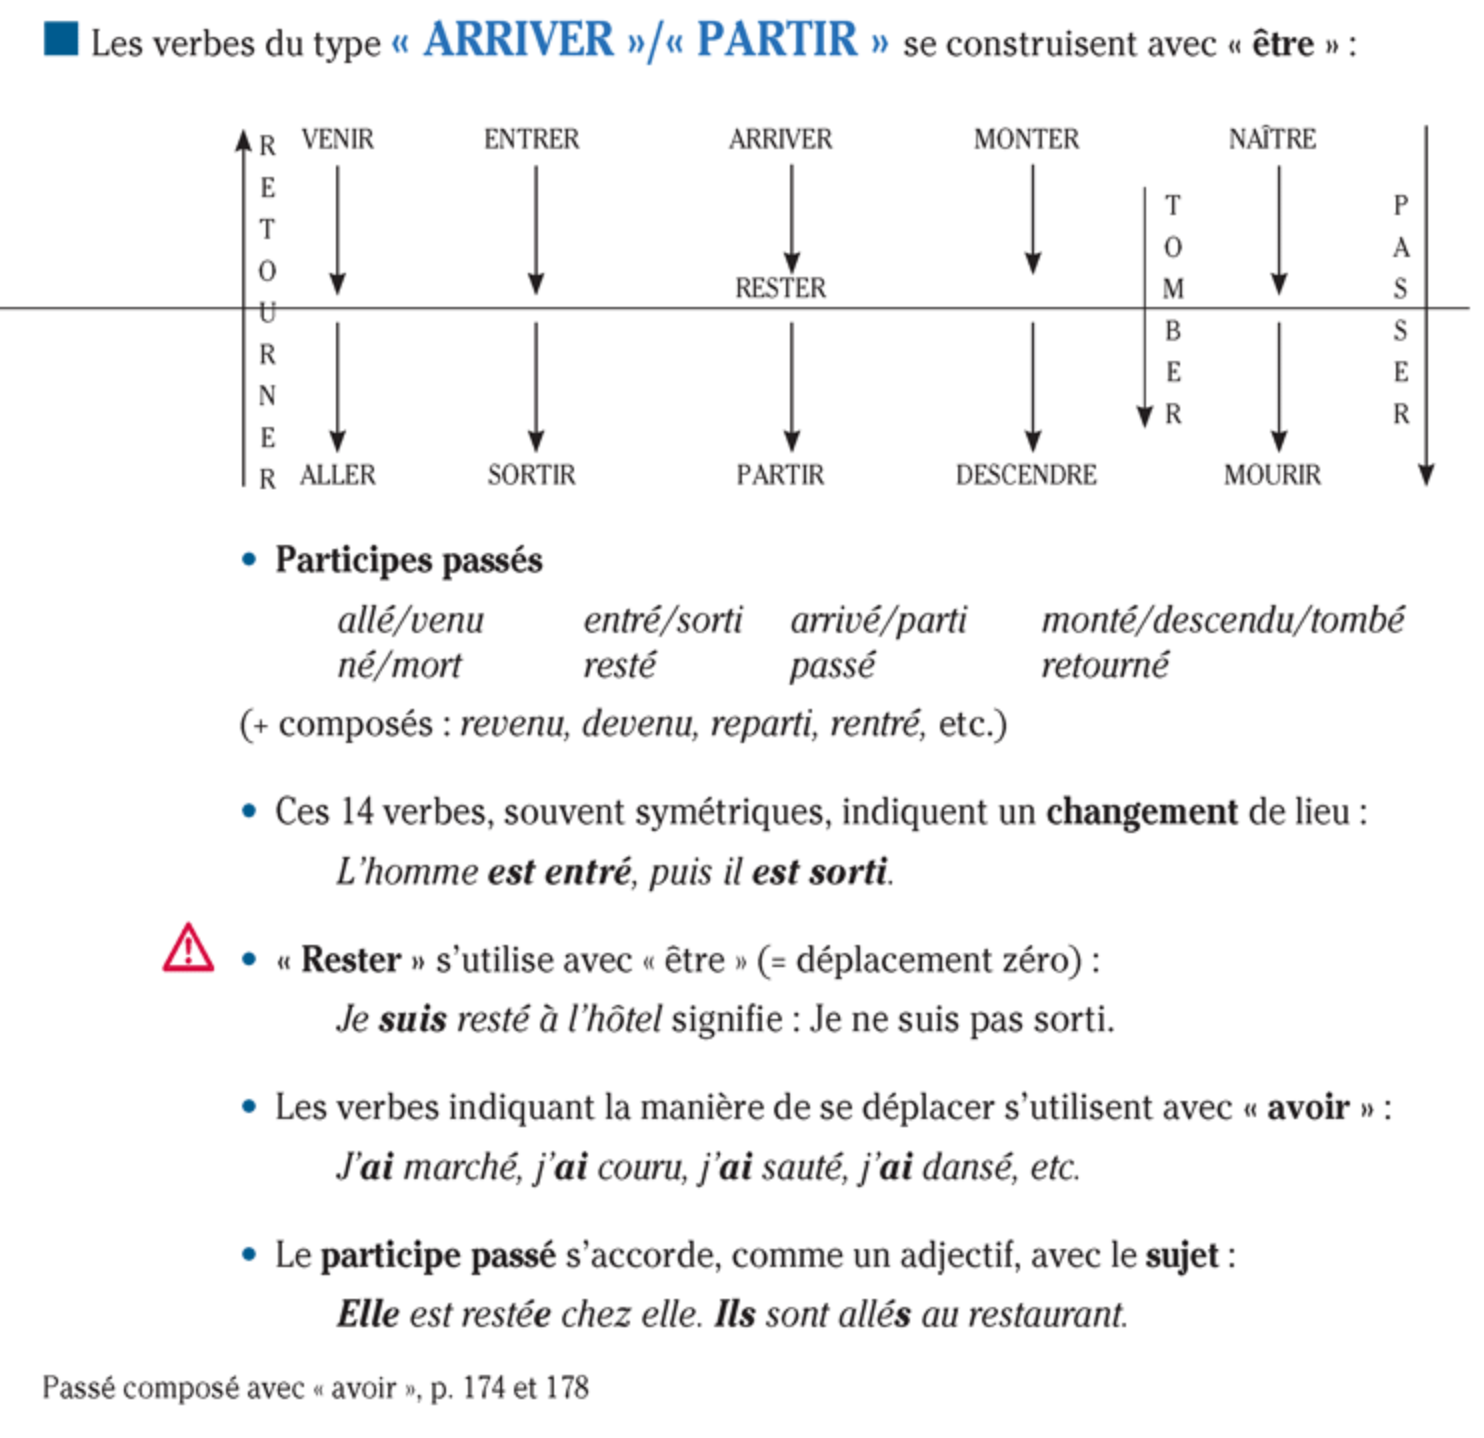 Les verbes du type « ARRIVER »/« PARTIR » se construisent avec « être » :
RETOURNER
VENIR ENTRER ARRIVER MONTER NAÎTRE
TOMBER
PASSER
RESTER
ALLER SORTIR PARTIR DESCENDRE MOURIR
• Participes passés
allé/venu entré/sorti arrivé/parti monté/descendu/tombé
né/mort resté passé retourné
(+ composés : revenu, devenu, reparti, rentré, etc.)
• Ces 14 verbes, souvent symétriques, indiquent un changement de lieu :
L’homme est entré, puis il est sorti.
• « Rester » s’utilise avec « être » (= déplacement zéro) :
Je suis resté à l’hôtel signifie : Je ne suis pas sorti.
• Les verbes indiquant la manière de se déplacer s’utilisent avec « avoir » :
J’ai marché, j’ai couru, j’ai sauté, j’ai dansé, etc.
• Le participe passé s’accorde, comme un adjectif, avec le sujet :
Elle est restée chez elle. Ils sont allés au restaurant.
Passé composé avec « avoir », p. 174 et 178